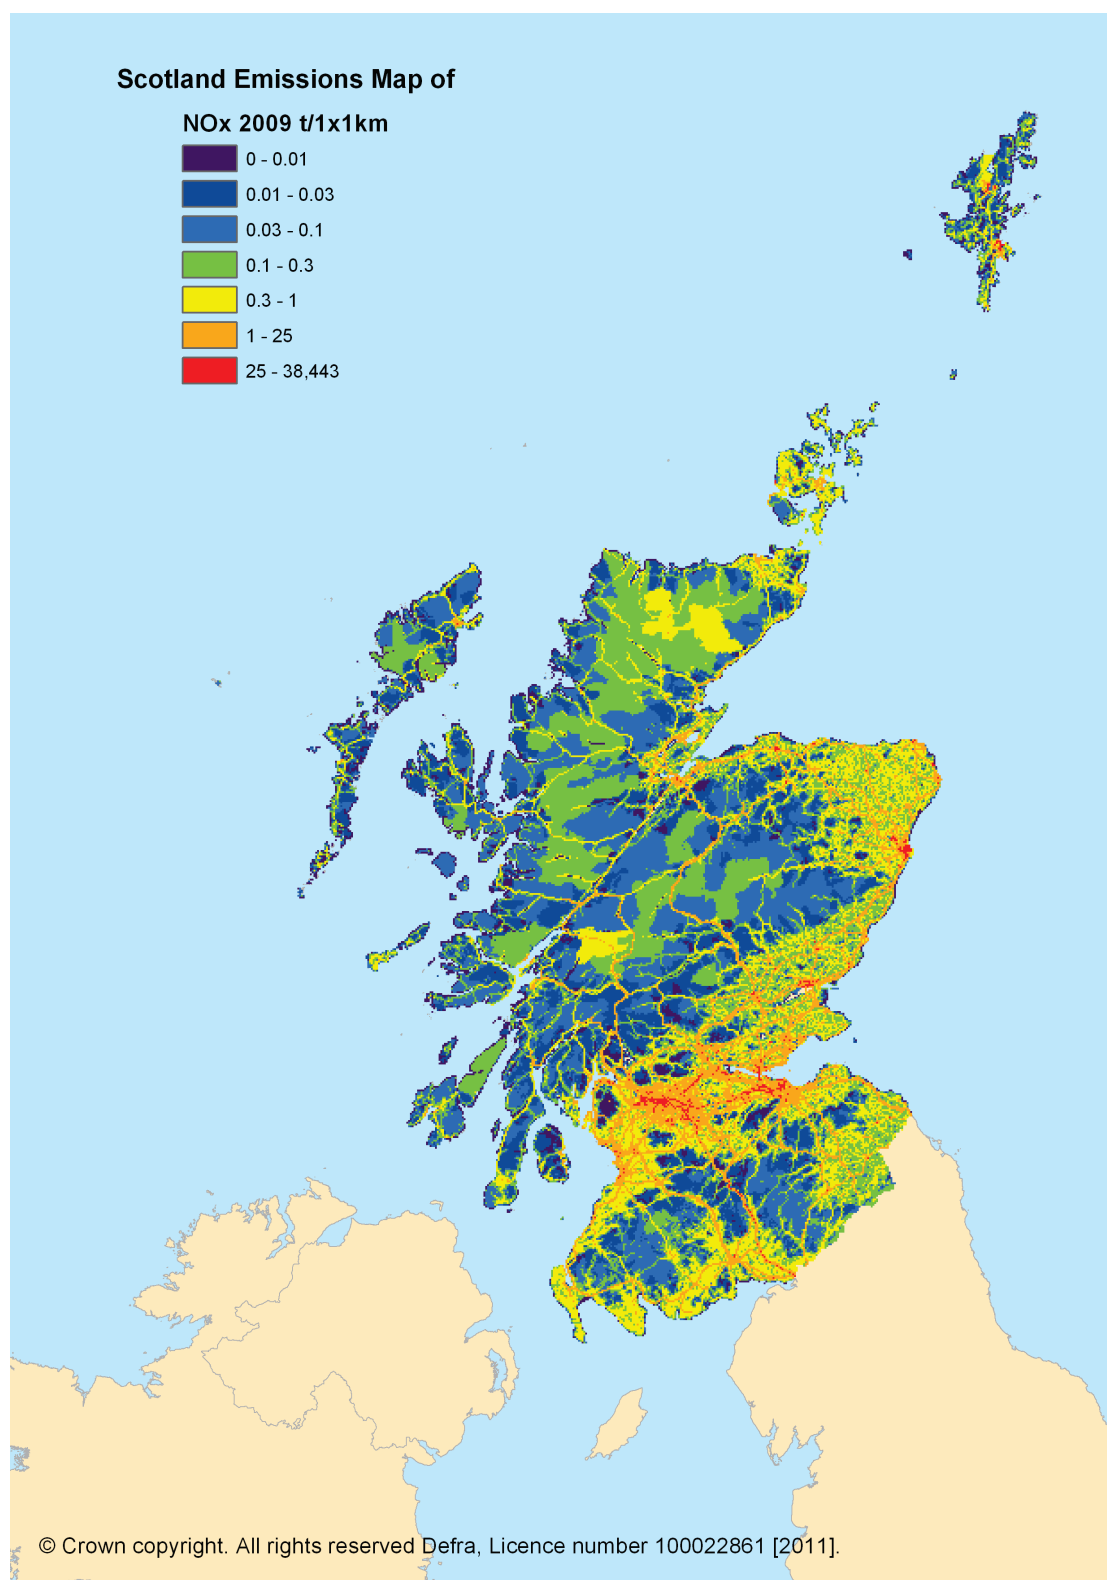 Scotland Emissions Map of
NOx 2009 t/1x1km
0 - 0.01
0.01 - 0.03
0.03 - 0.1
0.1 - 0.3
0.3 - 1
1 - 25
25 - 38,443
© Crown copyright. All rights reserved Defra, Licence number 100022861 [2011].